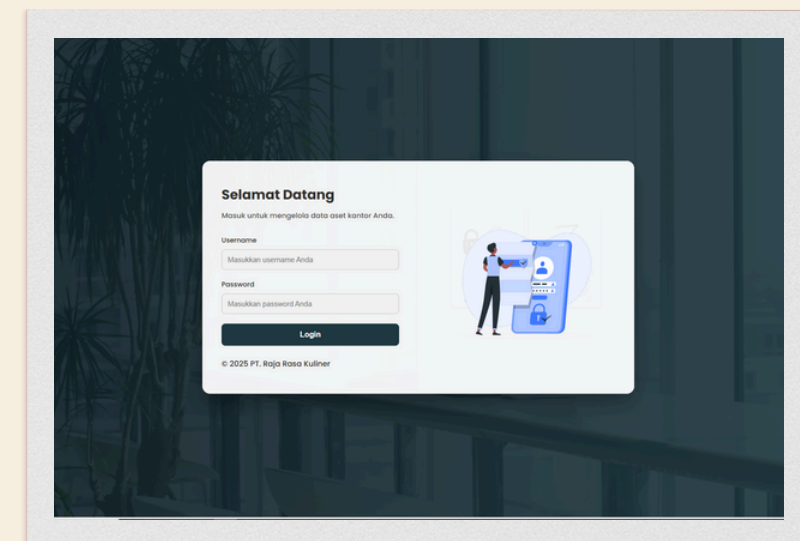 Selamat Datang
Masuk untuk mengelola data aset kantor Anda.
Username
Masukkan username Anda
Password
Masukkan password Anda
Login
© 2025 PT. Raja Rasa Kuliner